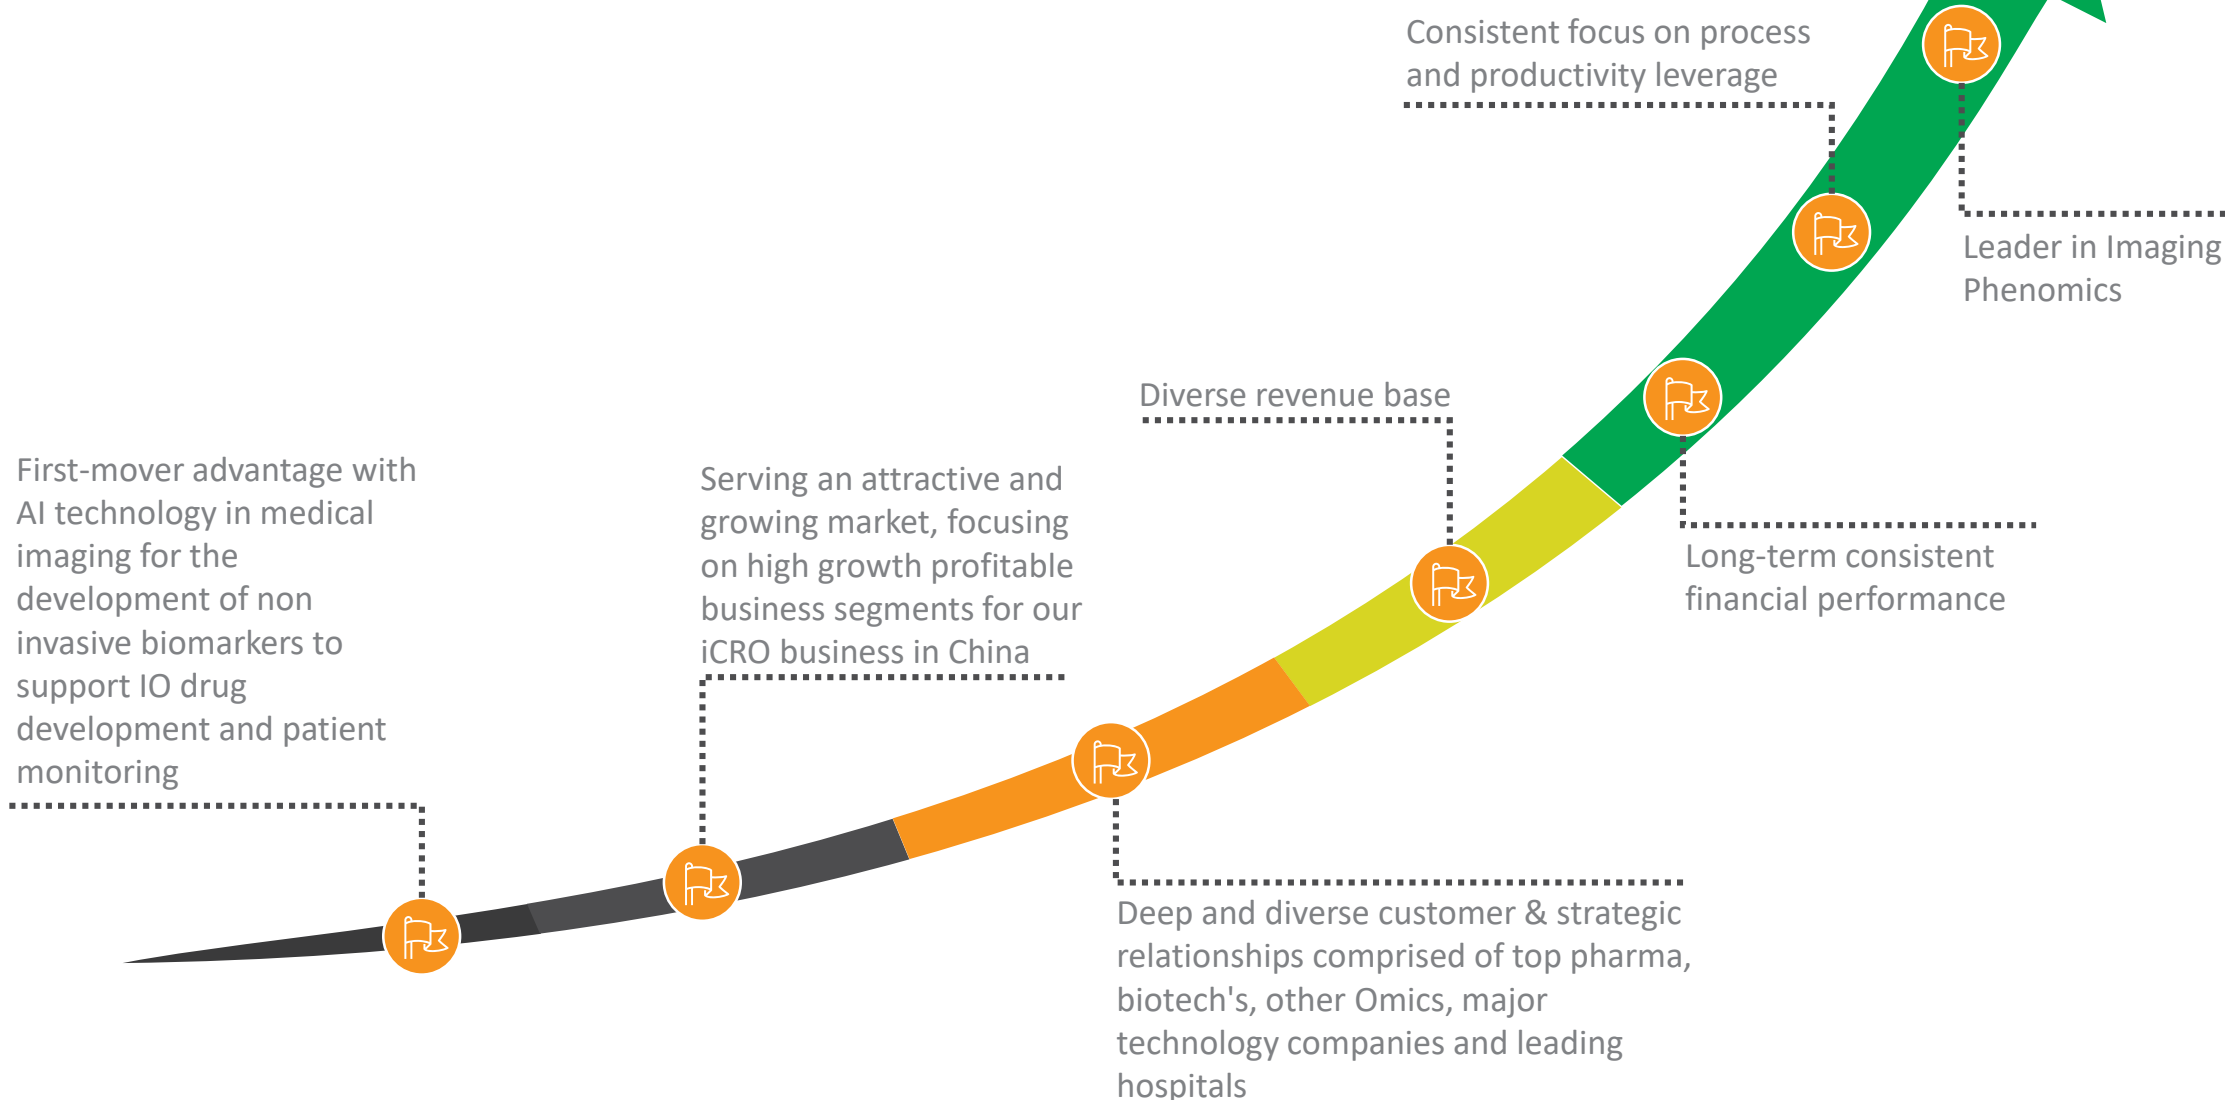 First-mover advantage with
AI technology in medical
imaging for the
development of non
invasive biomarkers to
support IO drug
development and patient
monitoring
Serving an attractive and
growing market, focusing
on high growth profitable
business segments for our
iCRO business in China
Deep and diverse customer & strategic
relationships comprised of top pharma,
biotech's, other Omics, major
technology companies and leading
hospitals
Diverse revenue base
Long-term consistent
financial performance
Consistent focus on process
and productivity leverage
Leader in Imaging
Phenomics